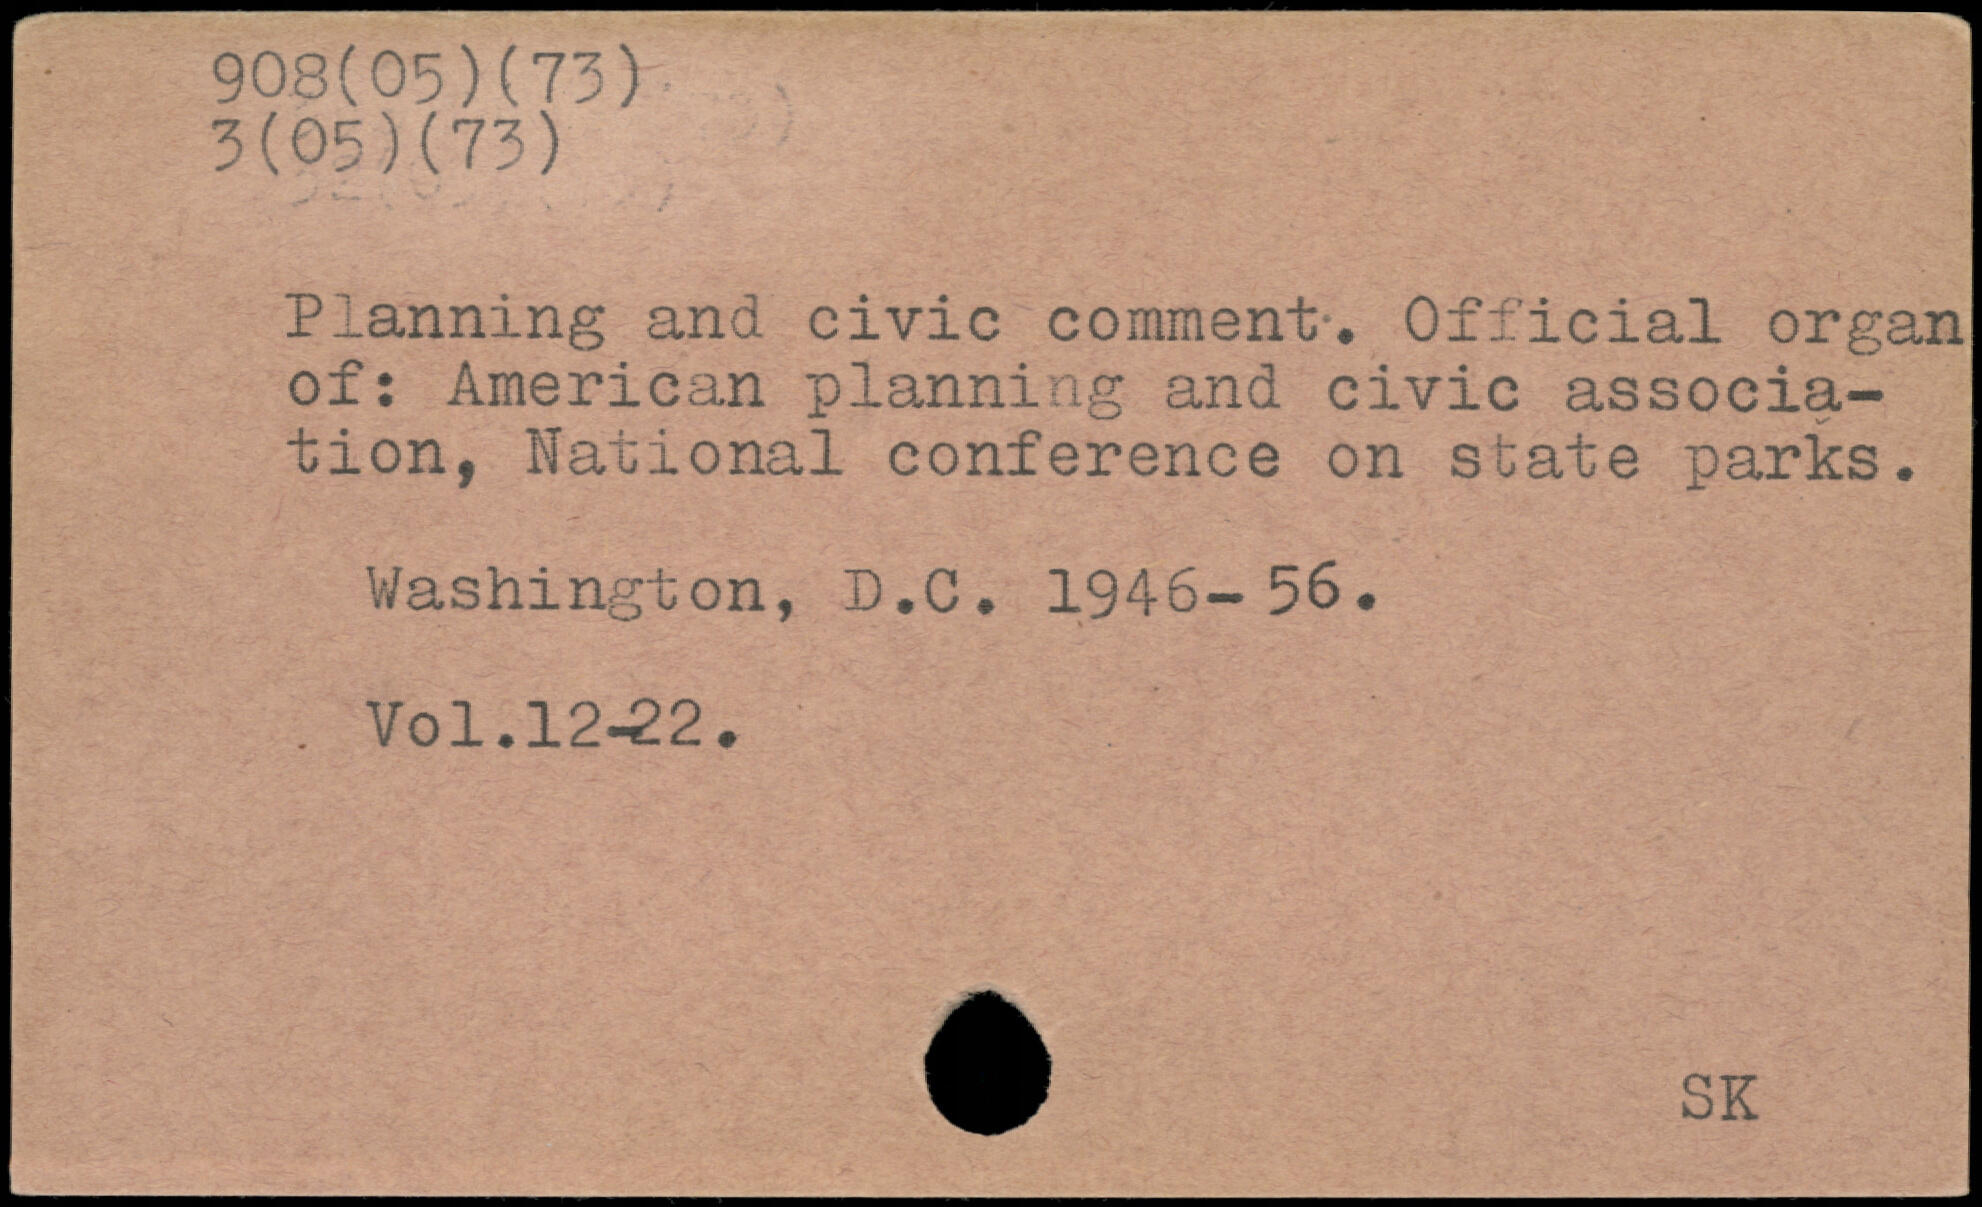 908(05)(73)
3(05)(73)
Planning and civic comment. Official organ
of: American planning and civic associa-
tion, National conference on state parks.
Washington, D.C. 1946-56.
Vol.12-22.
SK